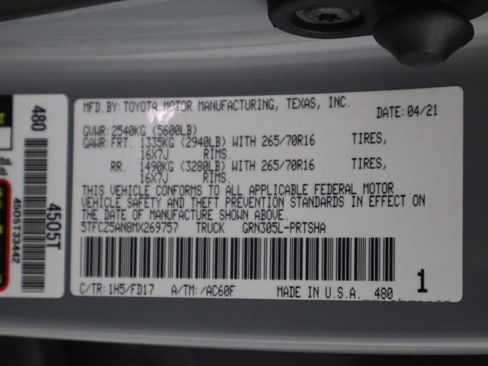 MFD.BY: TOYOTA MOTOR MANUFACTURING, TEXAS, INC.
DATE: 04/21
GVWR: 2540KG (5600LB)
GAWR: FRT. 1335KG (2940LB) WITH 265/70R16 TIRES,
16X7J RIMS.
RR. 1490KG (3280LB) WITH 265/70R16 TIRES,
16X7J RIMS.
THIS VEHICLE CONFORMS TO ALL APPLICABLE FEDERAL MOTOR
VEHICLE SAFETY AND THEFT PREVENTION STANDARDS IN EFFECT ON
THE DATE OF MANUFACTURE SHOWN ABOVE.
5TFCZ5AN8MX269757 TRUCK GRN305L-PRTSHA
C/TR: 1H5/FD17 A/TM: /AC60F MADE IN U.S.A. 480
1
480
4505T
4505T33442